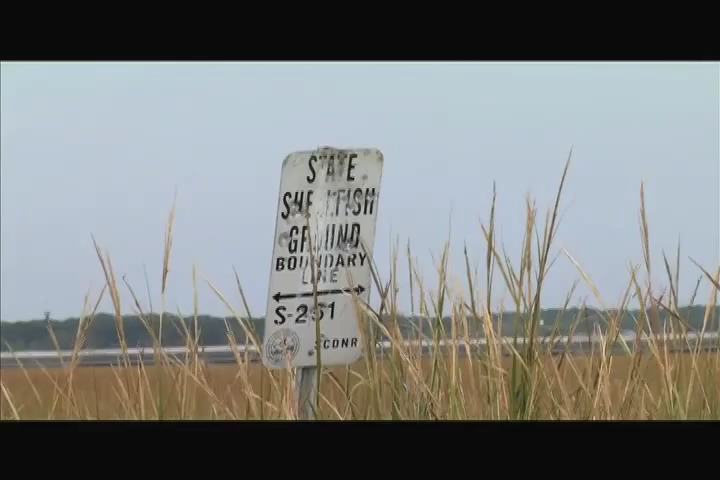 STATE
SHELLFISH
GROUND
BOUNDARY
LINE
S-251
SCDNR